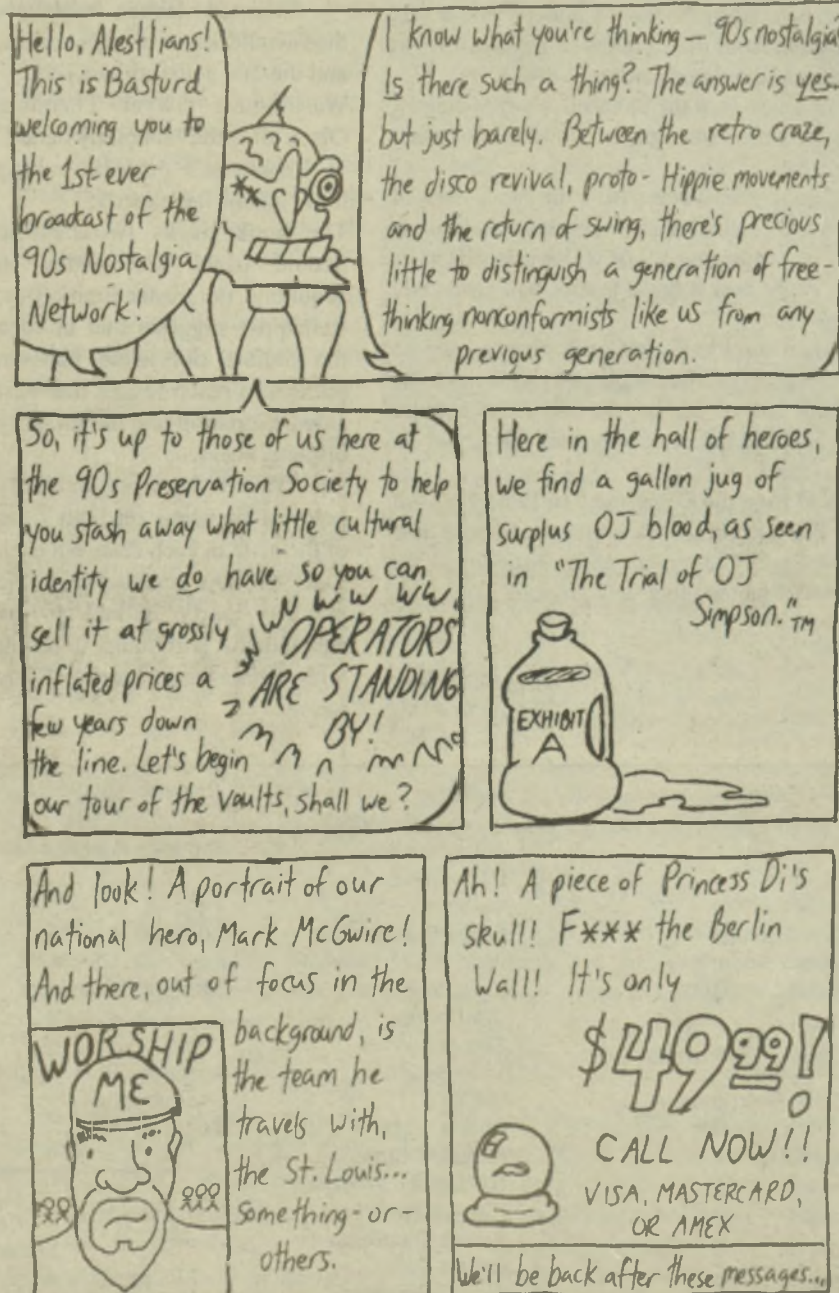 Hello, Alestlians!
This is Basturd
welcoming you to
the 1st ever
broadcast of the
90s Nostalgia
Network!
I know what you're thinking — 90s nostalgia
Is there such a thing? The answer is yes..
but just barely. Between the retro craze,
the disco revival, proto-Hippie movements
and the return of swing, there's precious
little to distinguish a generation of free-
thinking nonconformists like us from any
previous generation.
So, it's up to those of us here at
the 90s Preservation Society to help
you stash away what little cultural
identity we do have so you can
sell it at grossly
inflated prices a
few years down
the line. Let's begin
our tour of the vaults, shall we?
OPERATORS
ARE STANDING
BY!
Here in the hall of heroes,
we find a gallon jug of
surplus OJ blood, as seen
in "The Trial of OJ
Simpson."TM
EXHIBIT
A
And look! A portrait of our
national hero, Mark McGwire!
And there, out of focus in the
background, is
the team he
travels with,
the St. Louis...
something-or-
others.
WORSHIP
ME
Ah! A piece of Princess Di's
skull! F*** the Berlin
Wall! It's only
$49.99!
CALL NOW!!
VISA, MASTERCARD,
OR AMEX
We'll be back after these messages...